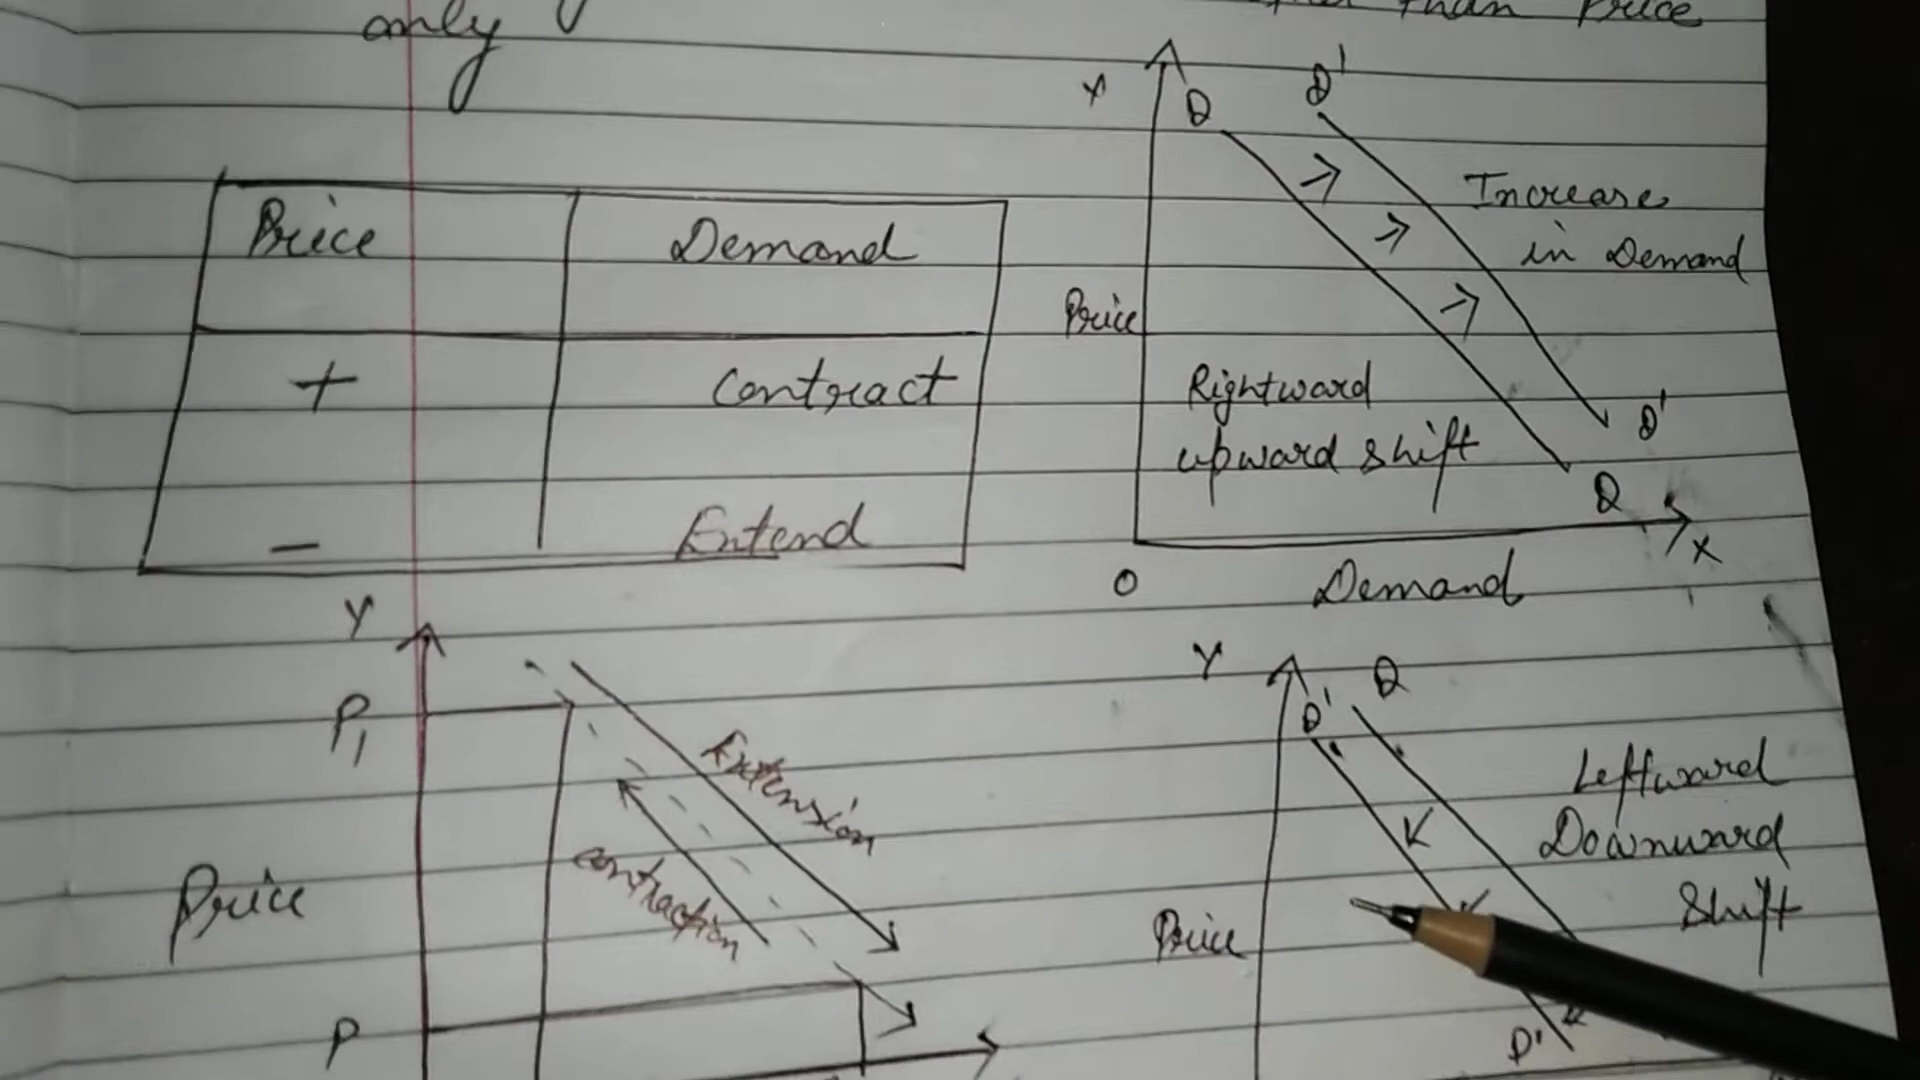 only
than Price
Price Demand
+ Contract
- Extend
Y
P1
Extension
contraction
Price
P
Y
D D'
Increase
in Demand
Price
Rightward
upward shift
D'
D
X
O
Demand
Y
D' D
Leftward
Downward
Shift
Price
D'